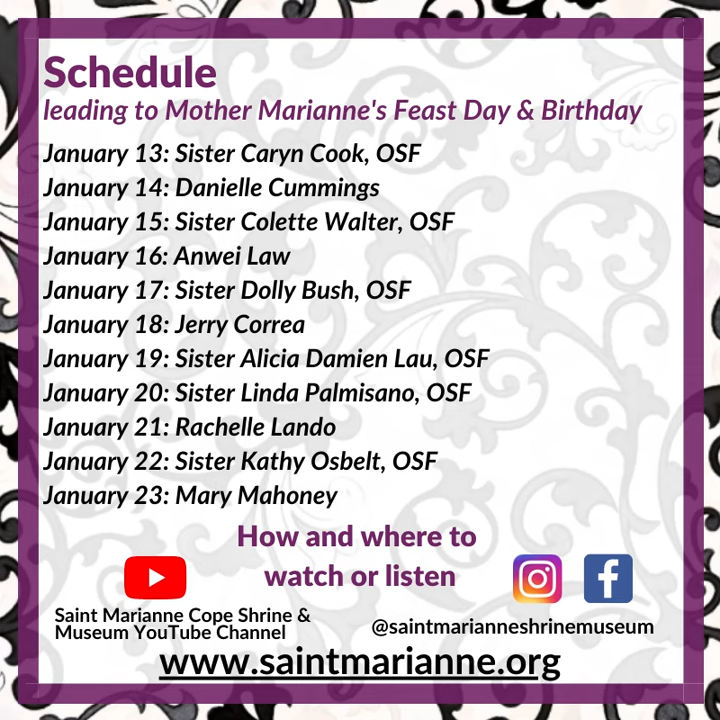 Schedule
leading to Mother Marianne's Feast Day & Birthday
January 13: Sister Caryn Cook, OSF
January 14: Danielle Cummings
January 15: Sister Colette Walter, OSF
January 16: Anwei Law
January 17: Sister Dolly Bush, OSF
January 18: Jerry Correa
January 19: Sister Alicia Damien Lau, OSF
January 20: Sister Linda Palmisano, OSF
January 21: Rachelle Lando
January 22: Sister Kathy Osbelt, OSF
January 23: Mary Mahoney
How and where to
watch or listen
Saint Marianne Cope Shrine &
Museum YouTube Channel
@saintmarianneshrinemuseum
www.saintmarianne.org